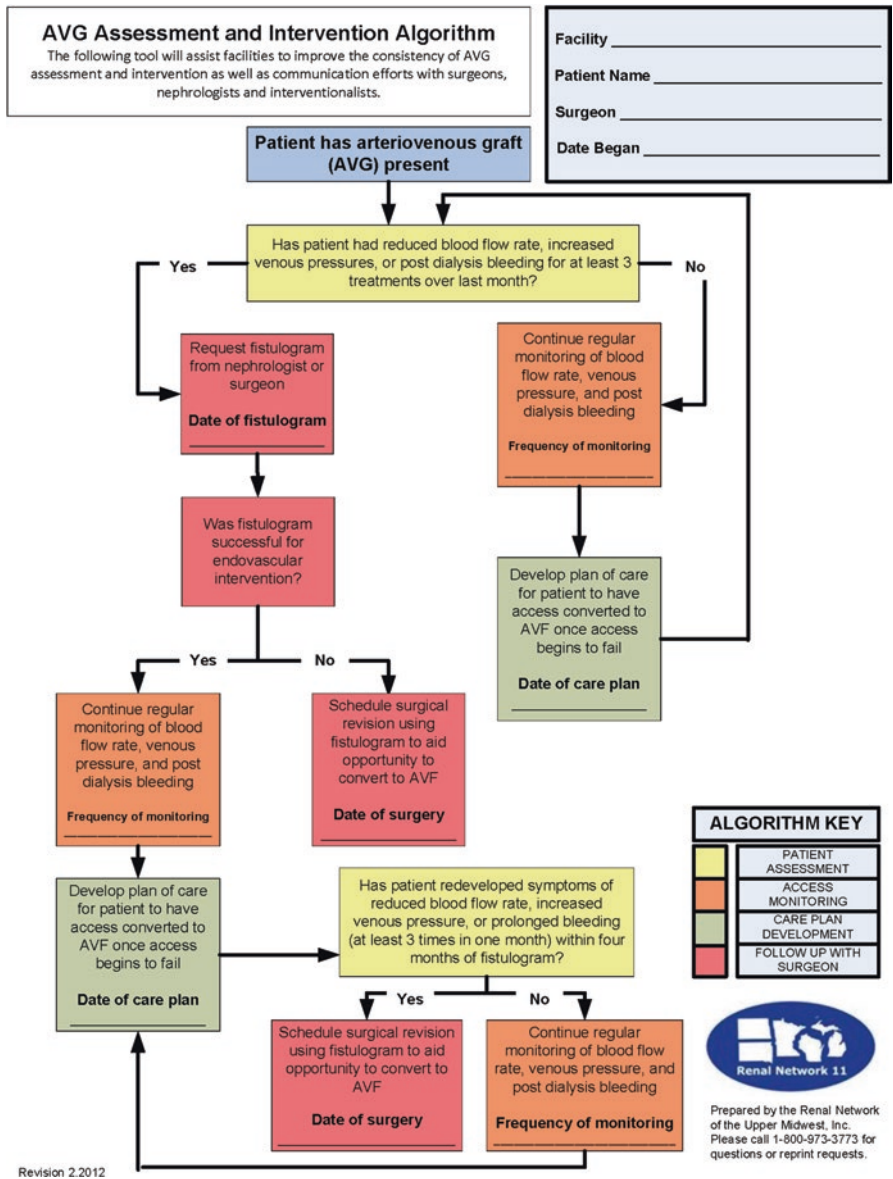 AVG Assessment and Intervention Algorithm
The following tool will assist facilities to improve the consistency of AVG
assessment and intervention as well as communication efforts with surgeons,
nephrologists and interventionalists.
Facility
Patient Name
Surgeon
Date Began
Patient has arteriovenous graft
(AVG) present
Has patient had reduced blood flow rate, increased
venous pressures, or post dialysis bleeding for at least 3
treatments over last month?
Yes
No
Request fistulogram
from nephrologist or
surgeon
Date of fistulogram
Continue regular
monitoring of blood
flow rate, venous
pressure, and post
dialysis bleeding
Frequency of monitoring
Was fistulogram
successful for
endovascular
intervention?
Develop plan of care
for patient to have
access converted to
AVF once access
begins to fail
Date of care plan
Yes
No
Continue regular
monitoring of blood
flow rate, venous
pressure, and post
dialysis bleeding
Frequency of monitoring
Schedule surgical
revision using
fistulogram to aid
opportunity to
convert to AVF
Date of surgery
Develop plan of care
for patient to have
access converted to
AVF once access
begins to fail
Date of care plan
Has patient redeveloped symptoms of
reduced blood flow rate, increased
venous pressure, or prolonged bleeding
(at least 3 times in one month) within four
months of fistulogram?
Yes
No
Schedule surgical revision
using fistulogram to aid
opportunity to convert to
AVF
Date of surgery
Continue regular
monitoring of blood flow
rate, venous pressure, and
post dialysis bleeding
Frequency of monitoring
ALGORITHM KEY
PATIENT
ASSESSMENT
ACCESS
MONITORING
CARE PLAN
DEVELOPMENT
FOLLOW UP WITH
SURGEON
Renal Network 11
Prepared by the Renal Network
of the Upper Midwest, Inc.
Please call 1-800-973-3773 for
questions or reprint requests.
Revision 2.2012